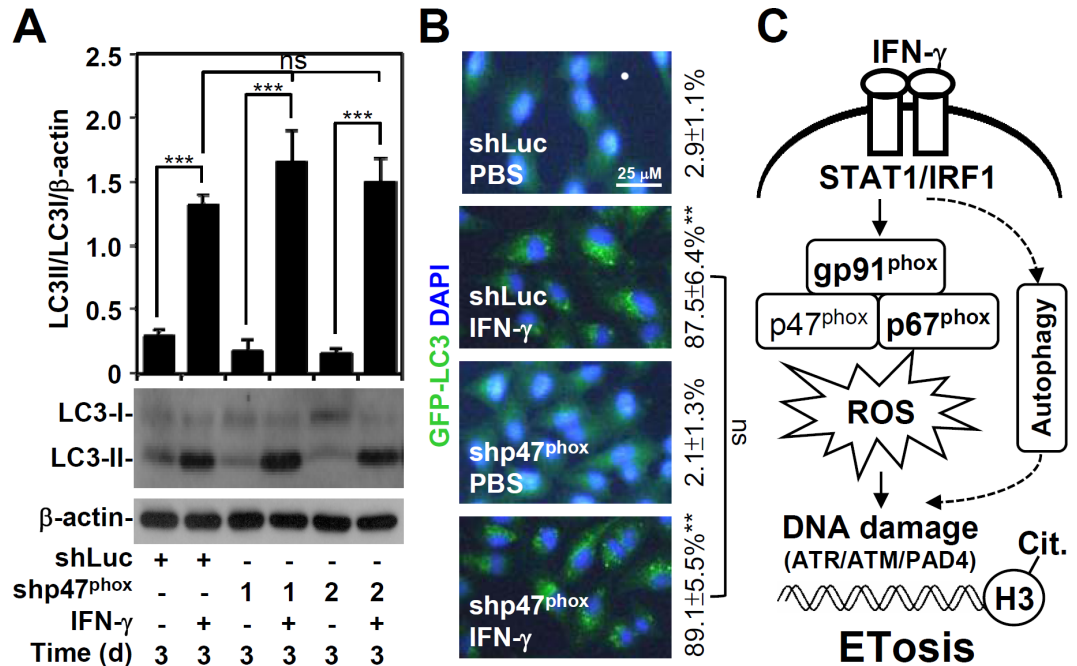 A
LC3II/LC3I/β-actin
2.5
2.0
1.5
1.0
0.5
0
ns
***
***
***
LC3-I-
LC3-II-
β-actin-
shLuc + + - - - -
shp47phox - - 1 1 2 2
IFN-γ - + - + - +
Time (d) 3 3 3 3 3 3
B
GFP-LC3 DAPI
shLuc
PBS
25 μM
2.9±1.1%
shLuc
IFN-γ
87.5±6.4%**
shp47phox
PBS
2.1±1.3%
shp47phox
IFN-γ
89.1±5.5%**
ns
C
IFN-γ
STAT1/IRF1
gp91phox
p47phox
p67phox
ROS
Autophagy
DNA damage
(ATR/ATM/PAD4)
Cit.
H3
ETosis